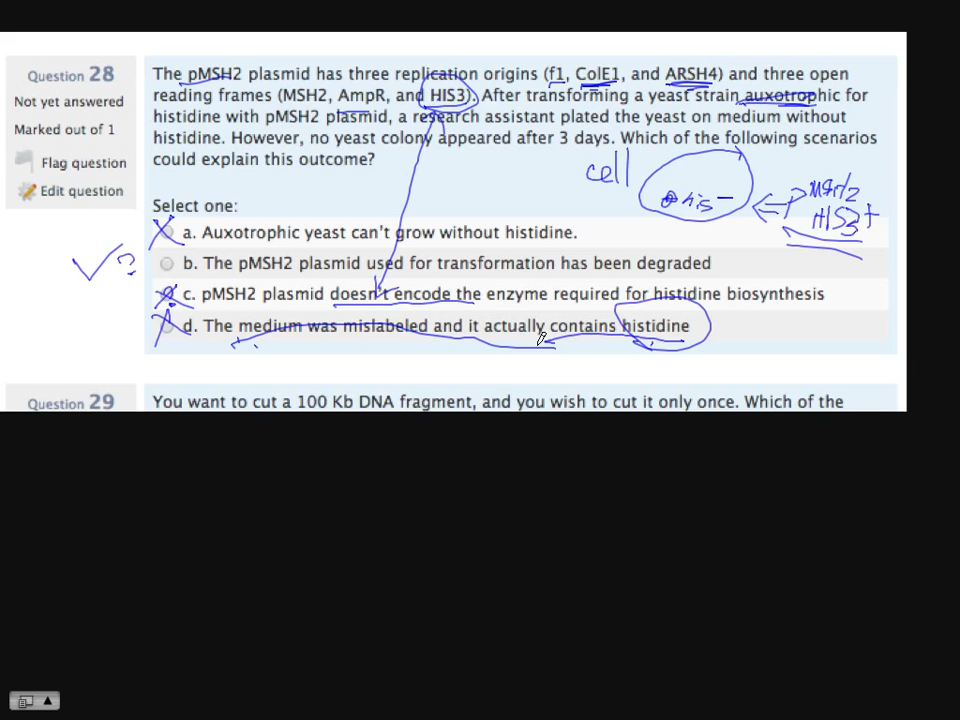 Question 28
Not yet answered
Marked out of 1
Flag question
Edit question
The pMSH2 plasmid has three replication origins (f1, ColE1, and ARSH4) and three open
reading frames (MSH2, AmpR, and HIS3). After transforming a yeast strain auxotrophic for
histidine with pMSH2 plasmid, a research assistant plated the yeast on medium without
histidine. However, no yeast colony appeared after 3 days. Which of the following scenarios
could explain this outcome?
cell
his -
HIS3+
Select one:
a. Auxotrophic yeast can't grow without histidine.
b. The pMSH2 plasmid used for transformation has been degraded
c. pMSH2 plasmid doesn't encode the enzyme required for histidine biosynthesis
d. The medium was mislabeled and it actually contains histidine
Question 29
You want to cut a 100 Kb DNA fragment, and you wish to cut it only once. Which of the